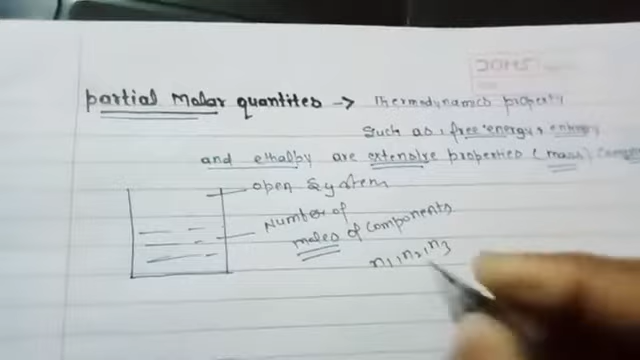 partial Malar quantites → Thermodynamics property
Such as, free energy, entropy
and ethalpy are extensive properties (mass)
open System
Number of
moles of components
n1, n2, n3